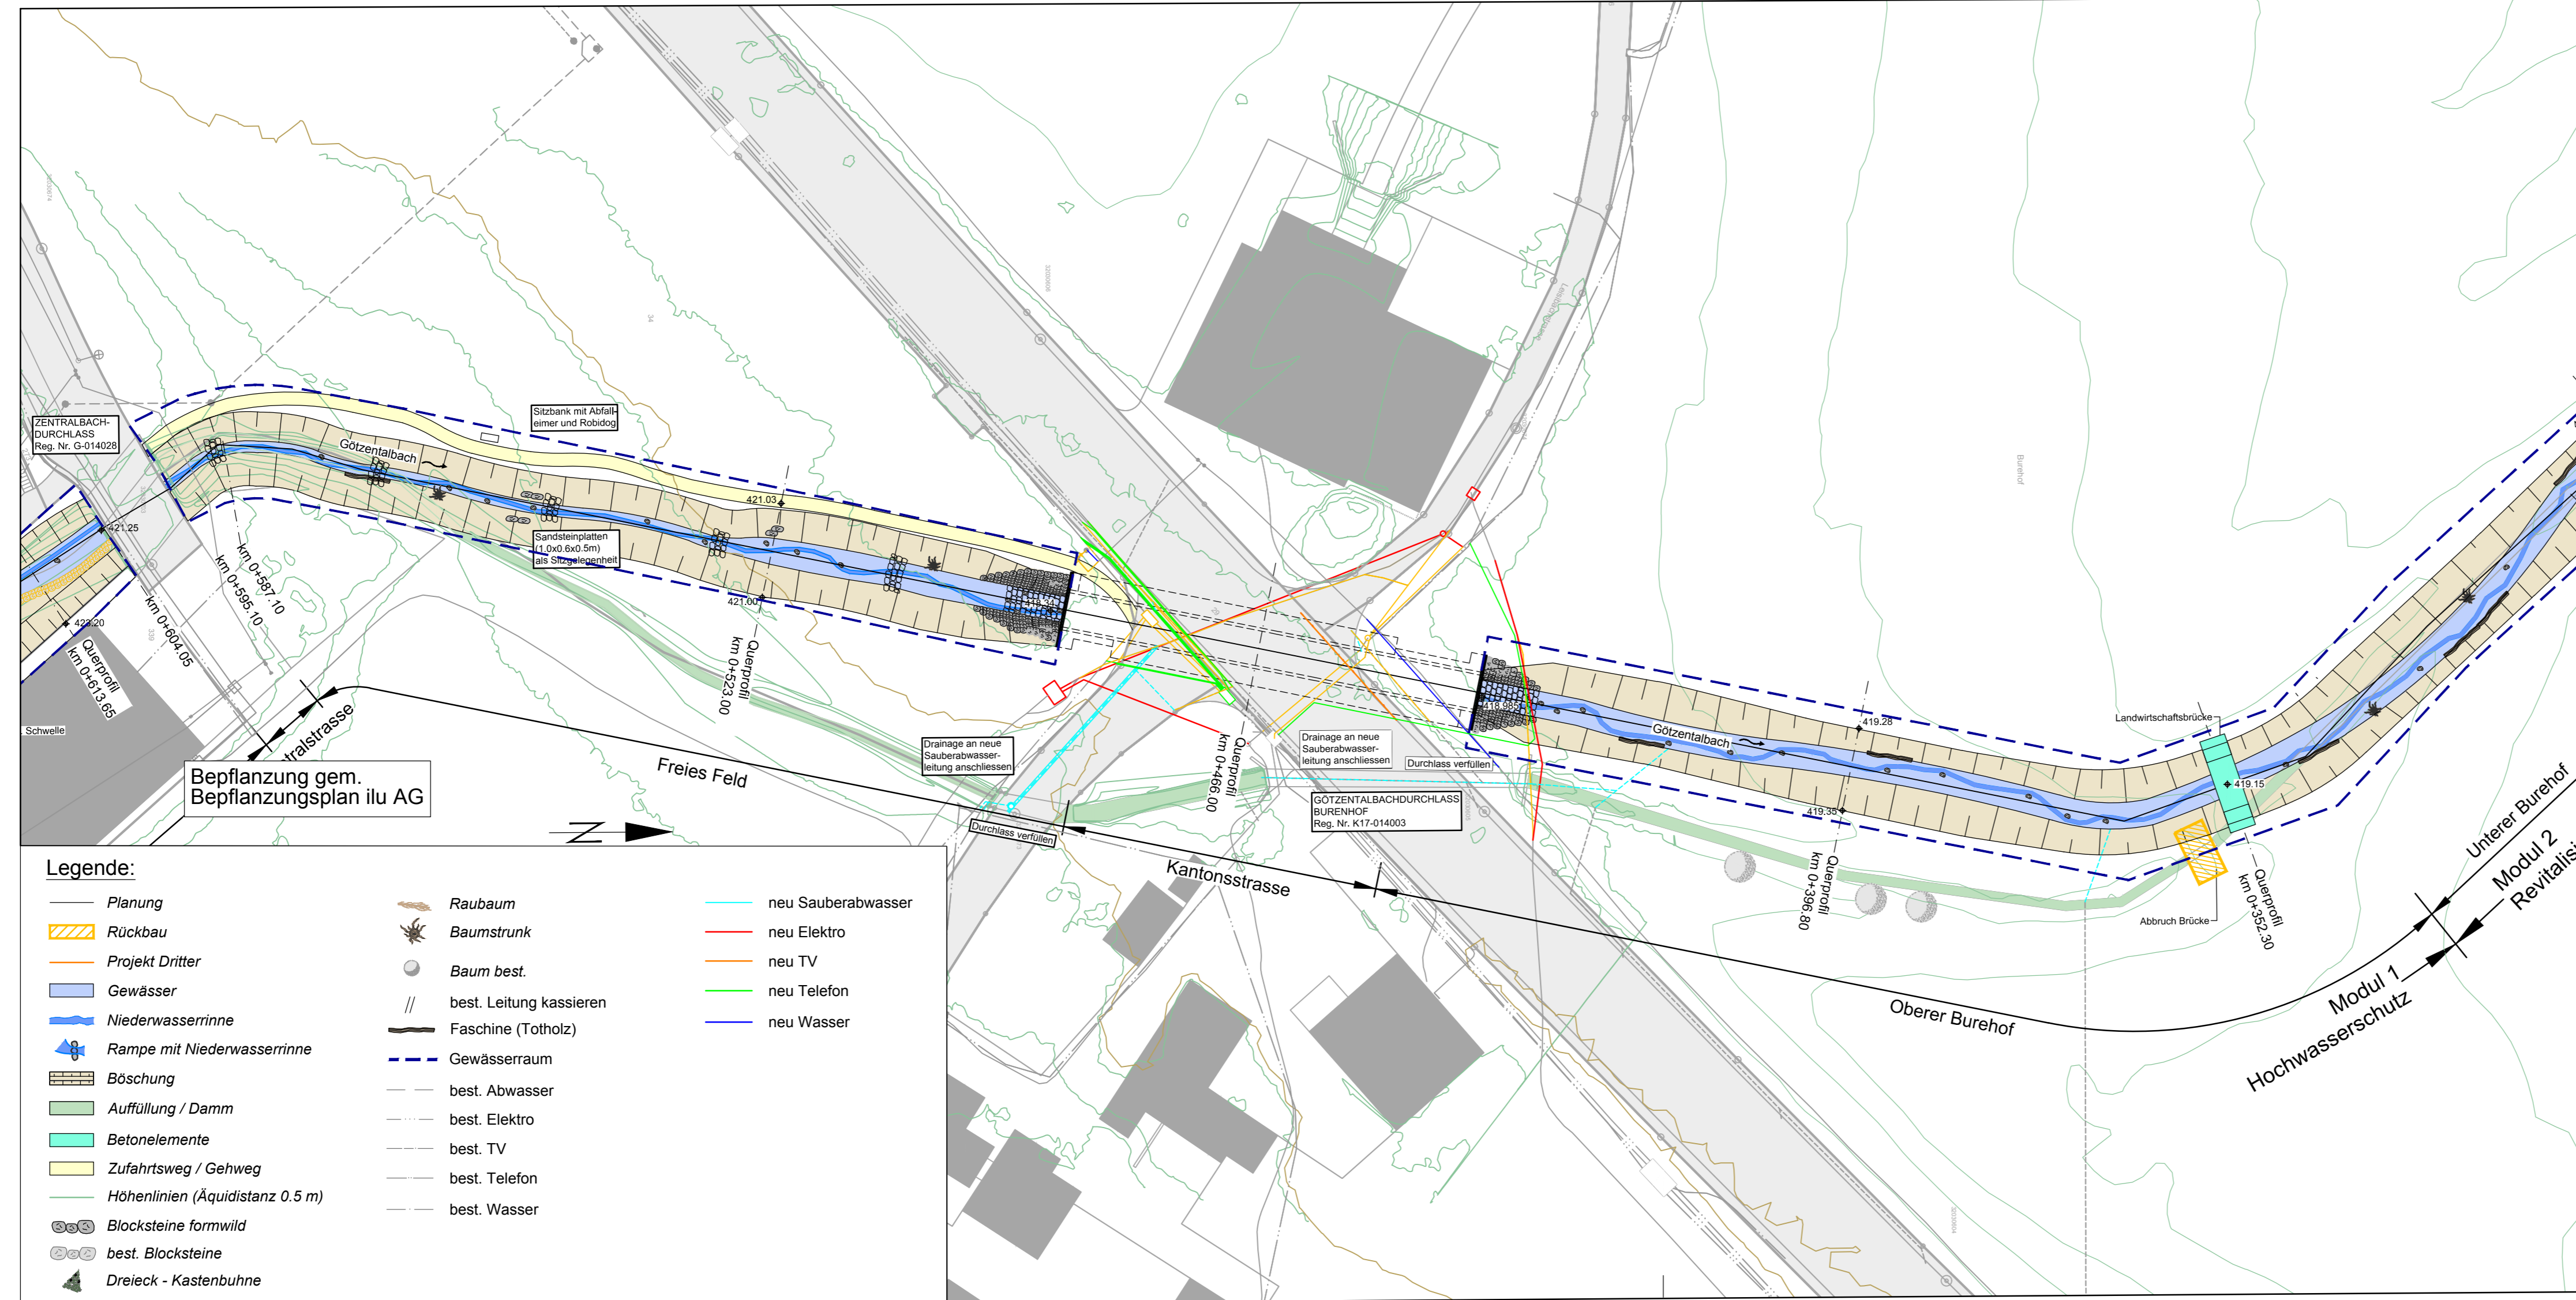 ZENTRALBACH-
DURCHLASS
Reg. Nr. G-014028
Sitzbank mit Abfall-
eimer und Robidog
Götzentalbach
421.03
421.25
423.20
Querprofil
km 0+613.65
km 0+604.05
km 0+595.10
km 0+587.10
Sandsteinplatten
(1.0x0.6x0.5m)
als Sitzgelegenheit
421.00
Querprofil
km 0+523.00
418.34
. Schwelle
Bepflanzung gem.
Bepflanzungsplan ilu AG
Freies Feld
N
Drainage an neue
Sauberabwasser-
leitung anschliessen
Durchlass verfüllen
Kantonsstrasse
Querprofil
km 0+466.00
Drainage an neue
Sauberabwasser-
leitung anschliessen
Durchlass verfüllen
GÖTZENTALBACHDURCHLASS
BURENHOF
Reg. Nr. K17-014003
418.985
Götzentalbach
419.28
419.35
Querprofil
km 0+396.80
Burehof
34
339
Landwirtschaftsbrücke
419.15
Abbruch Brücke
Querprofil
km 0+352.30
Oberer Burehof
Unterer Burehof
Modul 1
Hochwasserschutz
Modul 2
Legende:
Planung
Rückbau
Projekt Dritter
Gewässer
Niederwasserrinne
Rampe mit Niederwasserrinne
Böschung
Auffüllung / Damm
Betonelemente
Zufahrtsweg / Gehweg
Höhenlinien (Äquidistanz 0.5 m)
Blocksteine formwild
best. Blocksteine
Dreieck - Kastenbuhne
Raubaum
Baumstrunk
Baum best.
best. Leitung kassieren
Faschine (Totholz)
Gewässerraum
best. Abwasser
best. Elektro
best. TV
best. Telefon
best. Wasser
neu Sauberabwasser
neu Elektro
neu TV
neu Telefon
neu Wasser